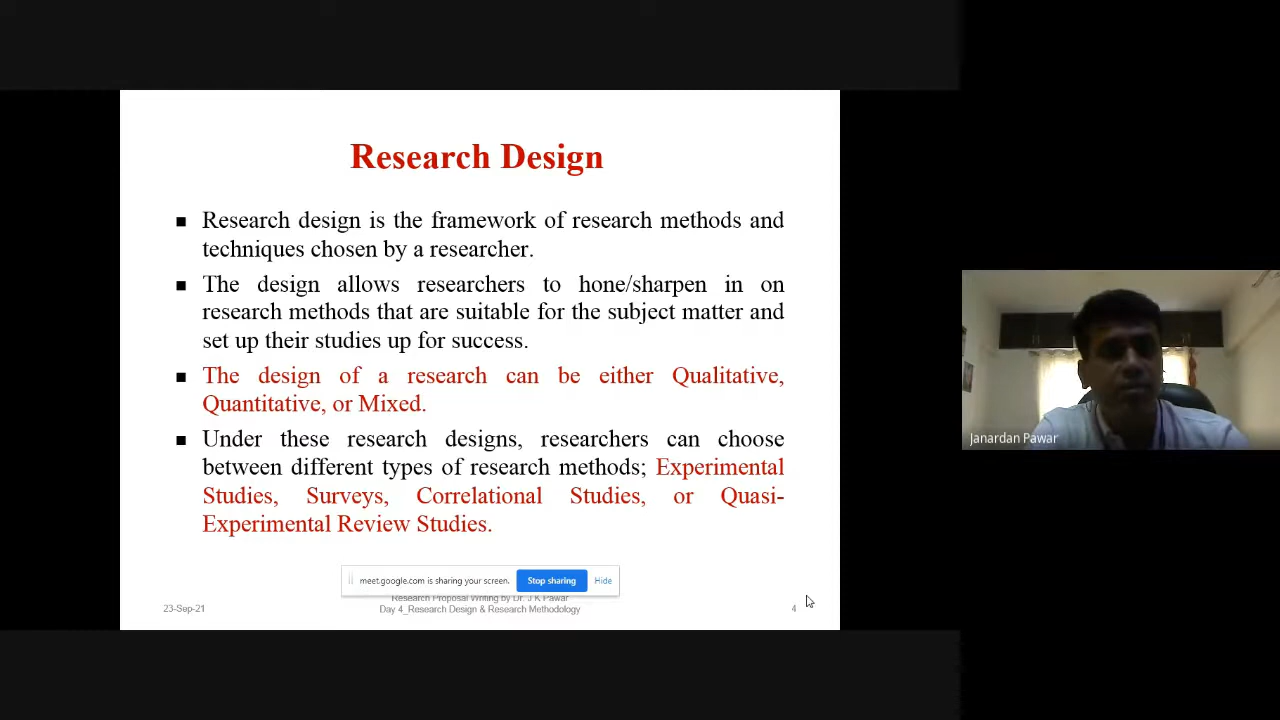 Research Design
■ Research design is the framework of research methods and
techniques chosen by a researcher.
■ The design allows researchers to hone/sharpen in on
research methods that are suitable for the subject matter and
set up their studies up for success.
■ The design of a research can be either Qualitative,
Quantitative, or Mixed.
■ Under these research designs, researchers can choose
between different types of research methods; Experimental
Studies, Surveys, Correlational Studies, or Quasi-
Experimental Review Studies.
meet.google.com is sharing your screen. Stop sharing Hide
Research Proposal Writing by Dr. J K Pawar
23-Sep-21 Day 4_Research Design & Research Methodology 4
Janardan Pawar